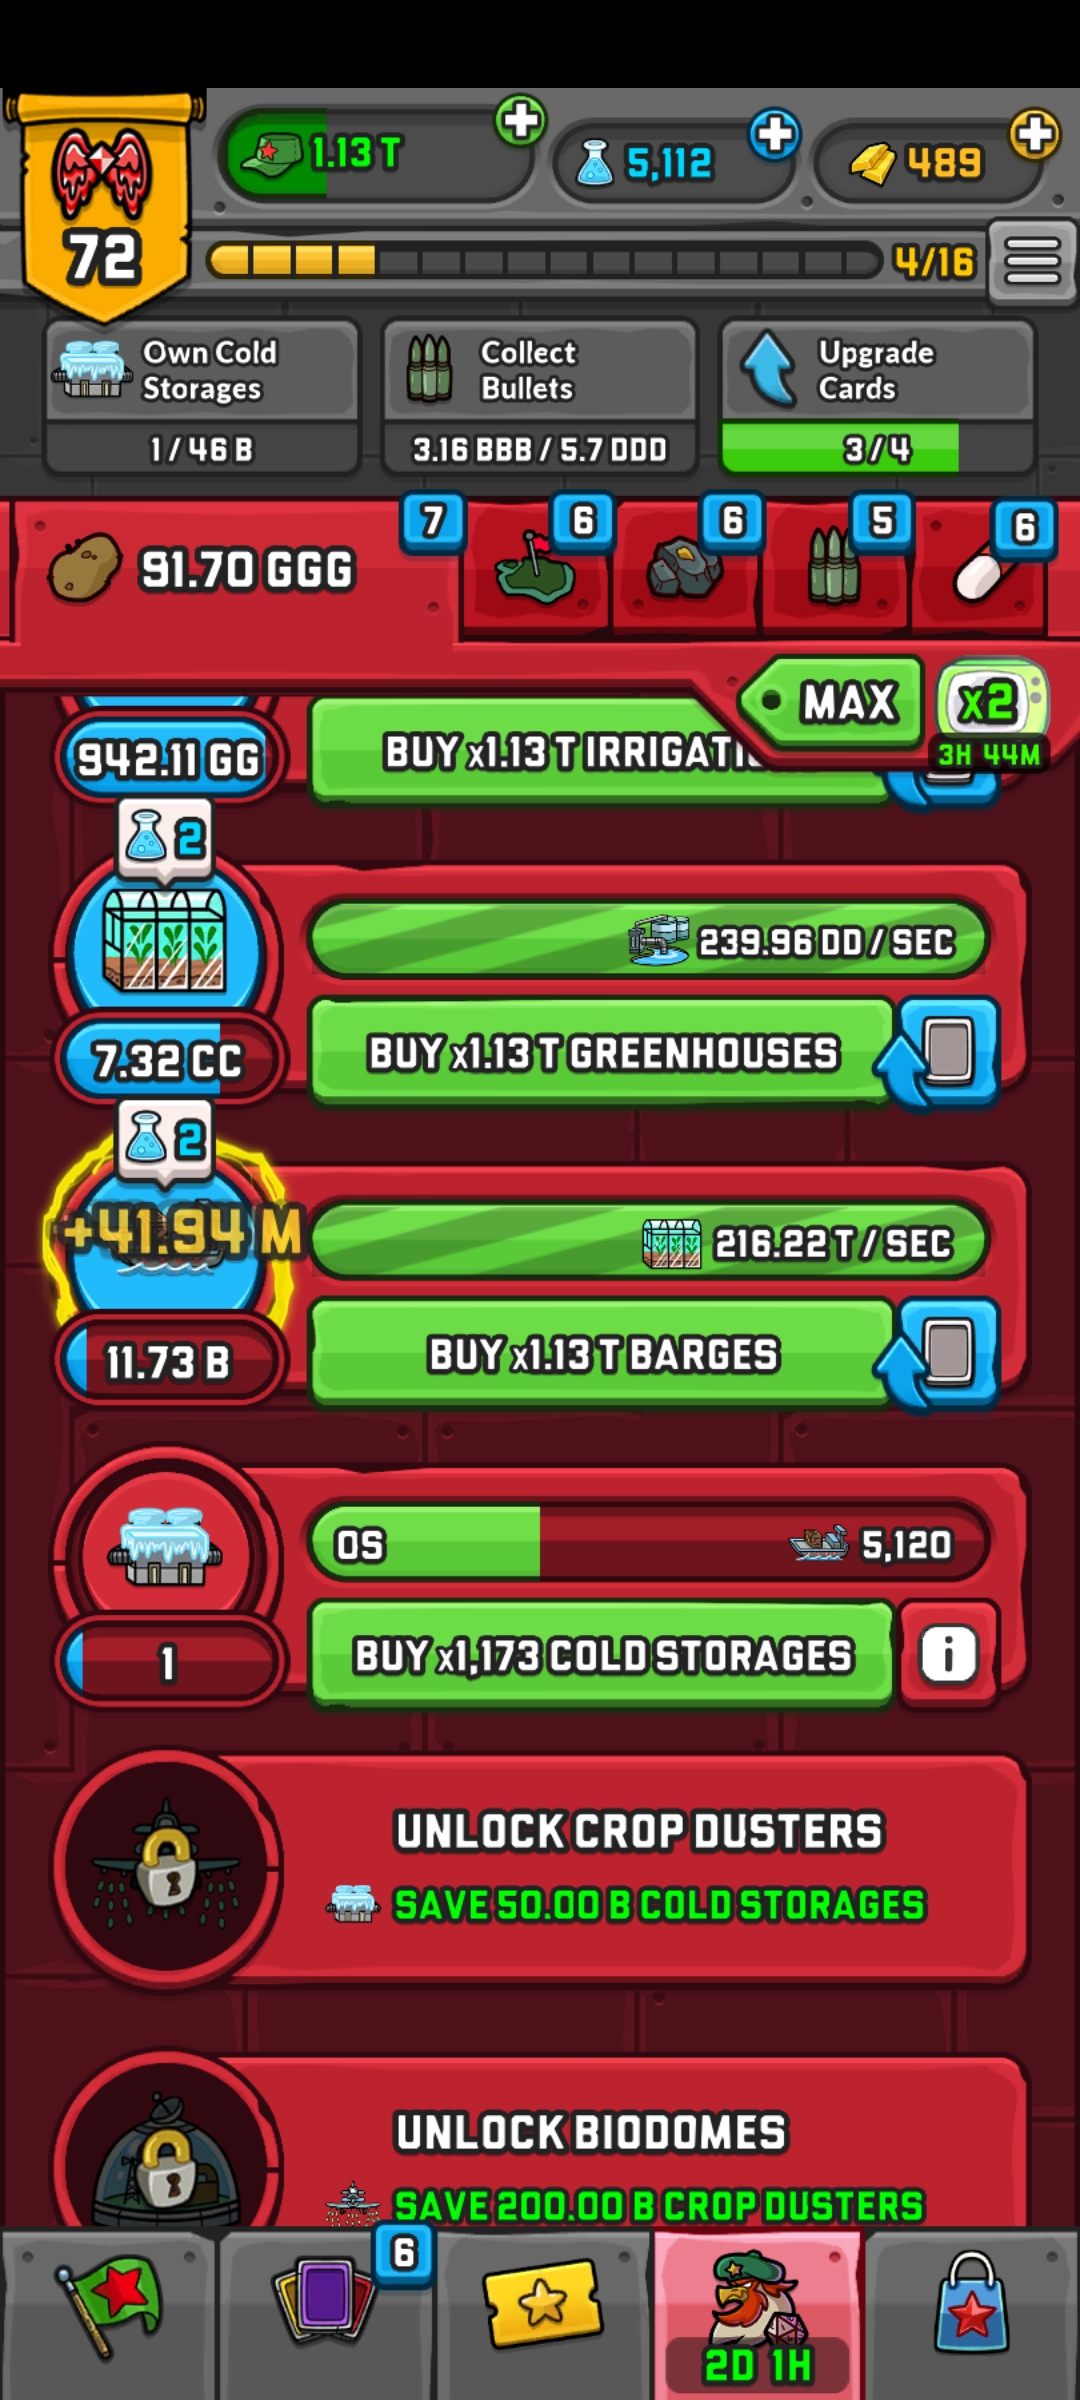 1.13 T
5,112
489
72
4/16
Own Cold
Storages
1 / 46 B
Collect
Bullets
3.16 BBB / 5.7 DDD
Upgrade
Cards
3/4
91.70 GGG
7
6
6
5
6
MAX
x2
3H 44M
942.11 GG
BUY x1.13 T IRRIGATI
2
239.96 DD / SEC
7.32 CC
BUY x1.13 T GREENHOUSES
2
+41.94 M
216.22 T / SEC
11.73 B
BUY x1.13 T BARGES
0S
5,120
1
BUY x1,173 COLD STORAGES
i
UNLOCK CROP DUSTERS
SAVE 50.00 B COLD STORAGES
UNLOCK BIODOMES
SAVE 200.00 B CROP DUSTERS
6
2D 1H